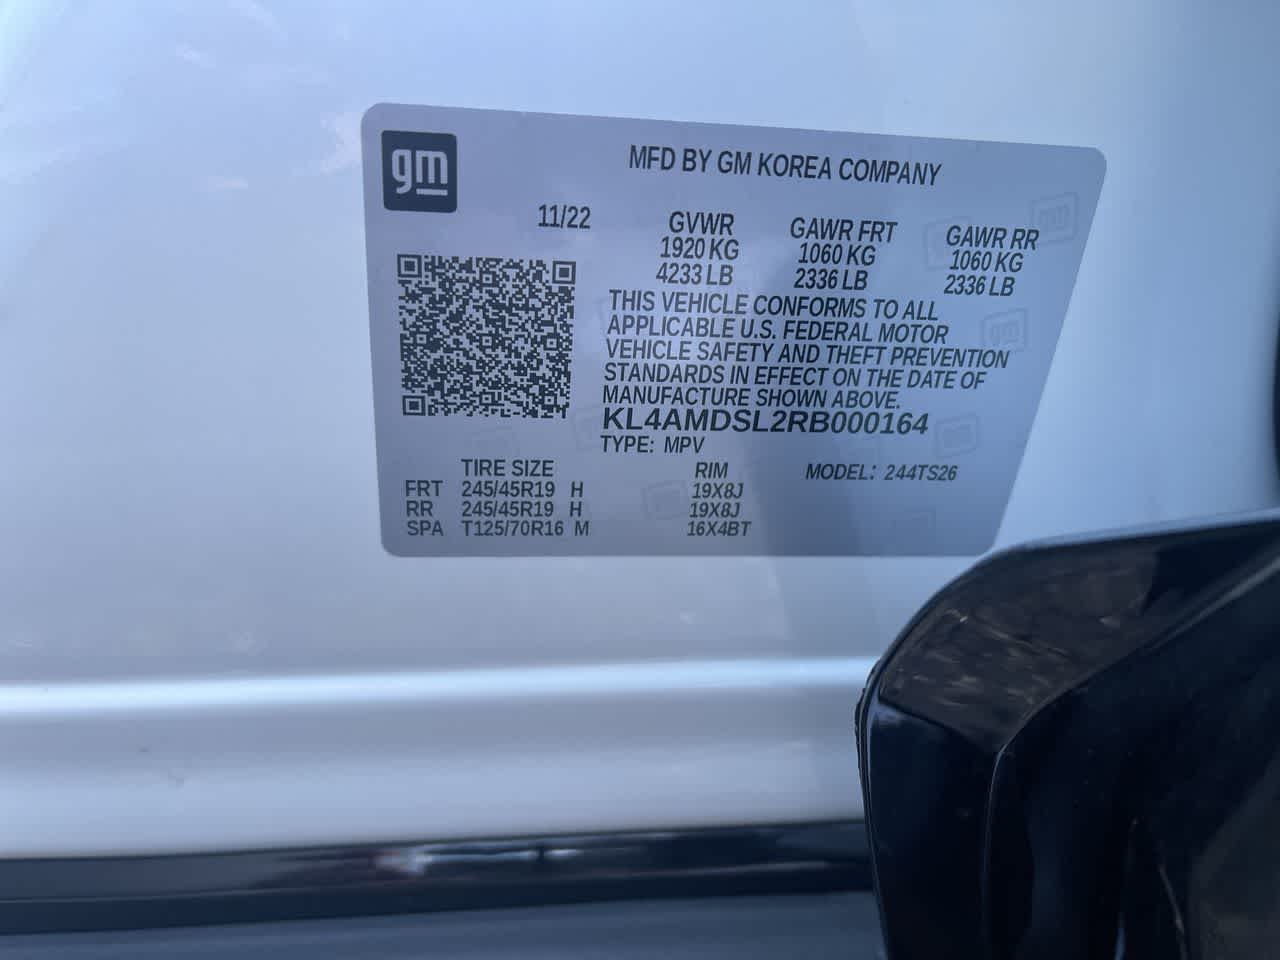 gm
MFD BY GM KOREA COMPANY
11/22 GVWR GAWR FRT GAWR RR
1920 KG 1060 KG 1060 KG
4233 LB 2336 LB 2336 LB
THIS VEHICLE CONFORMS TO ALL
APPLICABLE U.S. FEDERAL MOTOR
VEHICLE SAFETY AND THEFT PREVENTION
STANDARDS IN EFFECT ON THE DATE OF
MANUFACTURE SHOWN ABOVE.
KL4AMDSL2RB000164
TYPE: MPV
TIRE SIZE RIM MODEL: 244TS26
FRT 245/45R19 H 19X8J
RR 245/45R19 H 19X8J
SPA T125/70R16 M 16X4BT